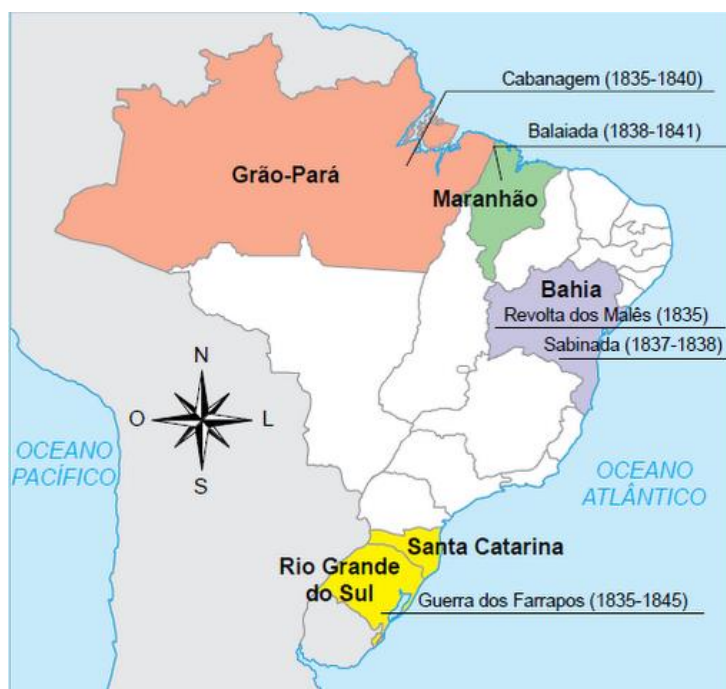 Cabanagem (1835-1840)
Balaiada (1838-1841)
Grão-Pará
Maranhão
Bahia
Revolta dos Malês (1835)
Sabinada (1837-1838)
N
O
L
S
OCEANO
PACÍFICO
OCEANO
ATLÂNTICO
Santa Catarina
Rio Grande
do Sul
Guerra dos Farrapos (1835-1845)